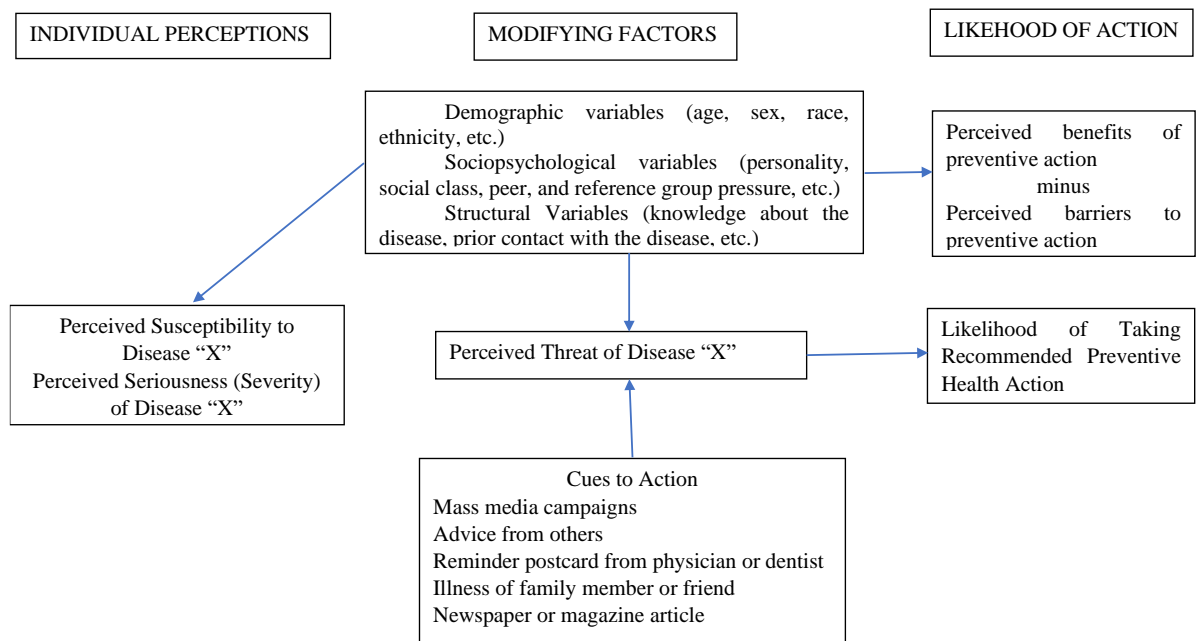 INDIVIDUAL PERCEPTIONS
MODIFYING FACTORS
LIKEHOOD OF ACTION
Demographic variables (age, sex, race,
ethnicity, etc.)
Sociopsychological variables (personality,
social class, peer, and reference group pressure, etc.)
Structural Variables (knowledge about the
disease, prior contact with the disease, etc.)
Perceived benefits of
preventive action
minus
Perceived barriers to
preventive action
Perceived Susceptibility to
Disease “X”
Perceived Seriousness (Severity)
of Disease “X”
Perceived Threat of Disease “X”
Likelihood of Taking
Recommended Preventive
Health Action
Cues to Action
Mass media campaigns
Advice from others
Reminder postcard from physician or dentist
Illness of family member or friend
Newspaper or magazine article